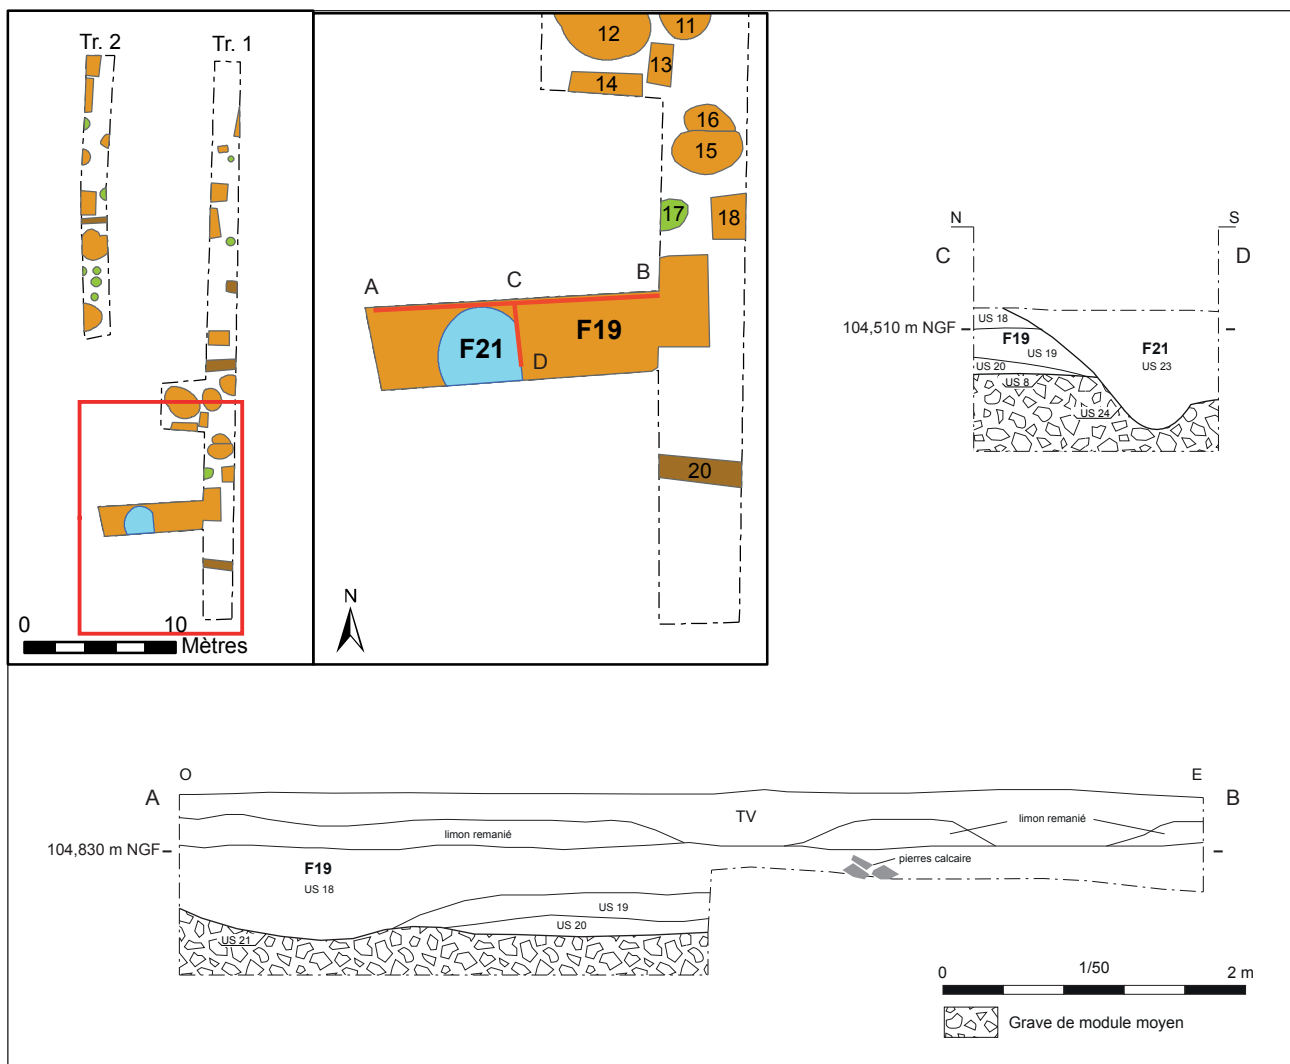 Tr. 2
Tr. 1
0
10
Mètres
12
11
13
14
16
15
17
18
A
C
B
F21
F19
D
20
N
N
S
C
D
US 18
104,510 m NGF
F19
US 19
US 20
US 8
US 24
F21
US 23
O
E
A
B
TV
limon remanié
limon remanié
104,830 m NGF
pierres calcaire
F19
US 18
US 19
US 20
US 21
0
1/50
2 m
Grave de module moyen